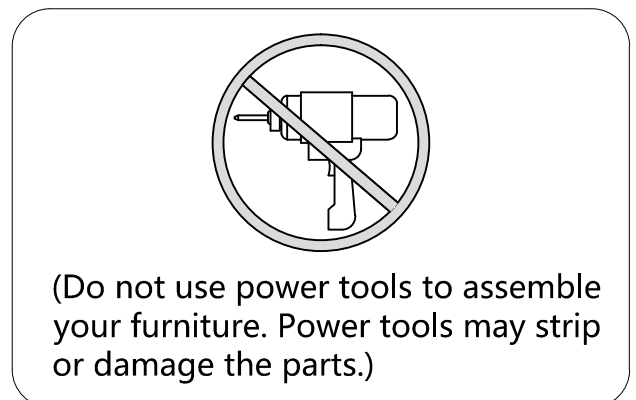 (Do not use power tools to assemble
your furniture. Power tools may strip
or damage the parts.)